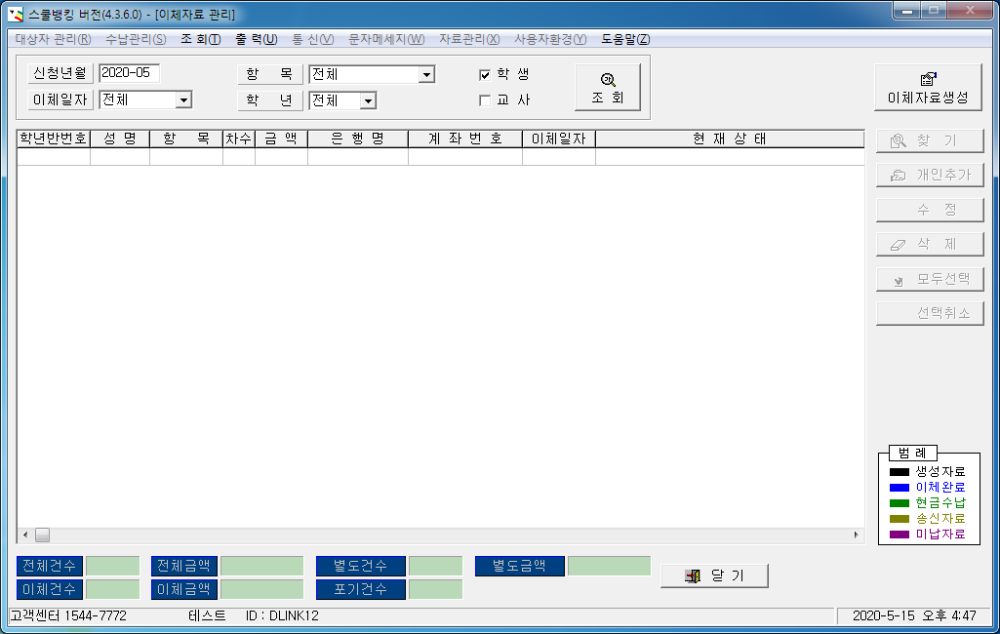 스쿨뱅킹 버전(4.3.6.0) - [이체자료 관리]
대상자 관리(R) 수납관리(S) 조 회(T) 출 력(U) 통 신(V) 문자메세지(W) 자료관리(X) 사용자환경(Y) 도움말(Z)
신청년월 2020-05 항 목 전체 학 생
이체일자 전체 학 년 전체 교 사
조 회
이체자료생성
학년반번호 성 명 항 목 차수 금 액 은 행 명 계 좌 번 호 이체일자 현 재 상 태
찾 기
개인추가
수 정
삭 제
모두선택
선택취소
범 례
생성자료
이체완료
현금수납
송신자료
미납자료
전체건수 전체금액 별도건수 별도금액
이체건수 이체금액 포기건수
닫 기
고객센터 1544-7772 테스트 ID : DLINK12 2020-5-15 오후 4:47